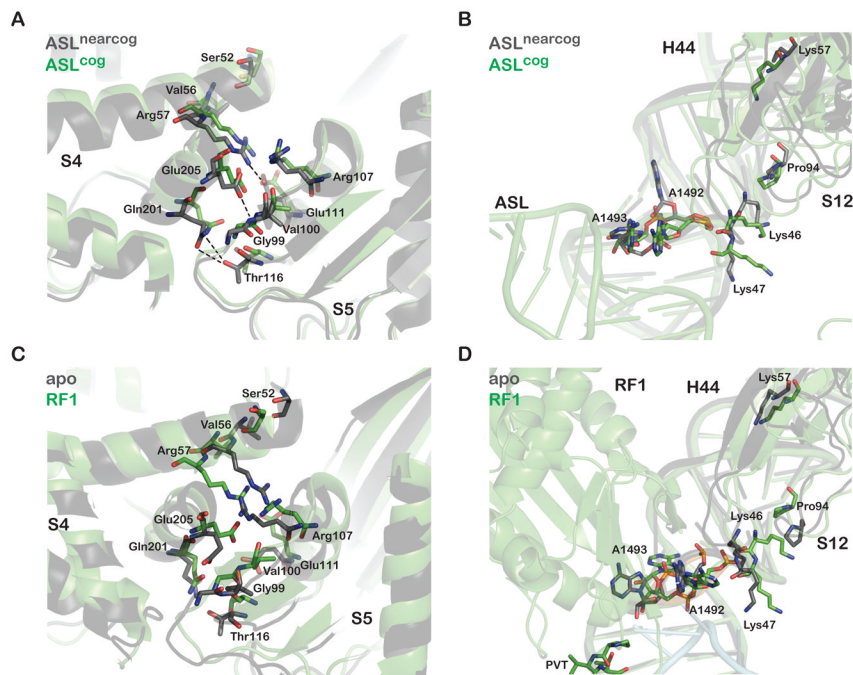 A
ASLnearcog
ASLcog
Ser52
Val56
Arg57
S4
Glu205
Arg107
Gln201
Glu111
Val100
Gly99
Thr116
S5
B
ASLnearcog
ASLcog
H44
Lys57
Pro94
A1492
S12
ASL
A1493
Lys46
Lys47
C
apo
RF1
Ser52
Val56
Arg57
S4
Glu205
Arg107
Gln201
Glu111
Val100
Gly99
S5
Thr116
D
apo
RF1
RF1
H44
Lys57
Pro94
Lys46
S12
A1493
A1492
Lys47
PVT